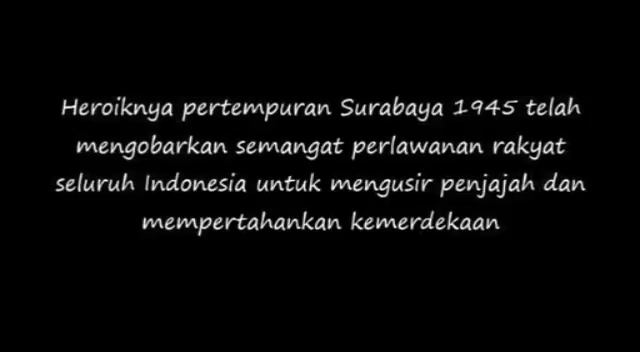 Heroiknya pertempuran Surabaya 1945 telah
mengobarkan semangat perlawanan rakyat
seluruh Indonesia untuk mengusir penjajah dan
mempertahankan kemerdekaan